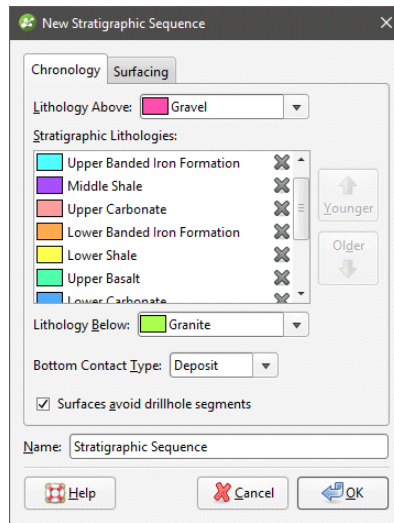 New Stratigraphic Sequence
Chronology Surfacing
Lithology Above: Gravel
Stratigraphic Lithologies:
Upper Banded Iron Formation
Middle Shale
Upper Carbonate
Younger
Lower Banded Iron Formation
Lower Shale
Older
Upper Basalt
Lower Carbonate
Lithology Below: Granite
Bottom Contact Type: Deposit
Surfaces avoid drillhole segments
Name: Stratigraphic Sequence
Help Cancel OK